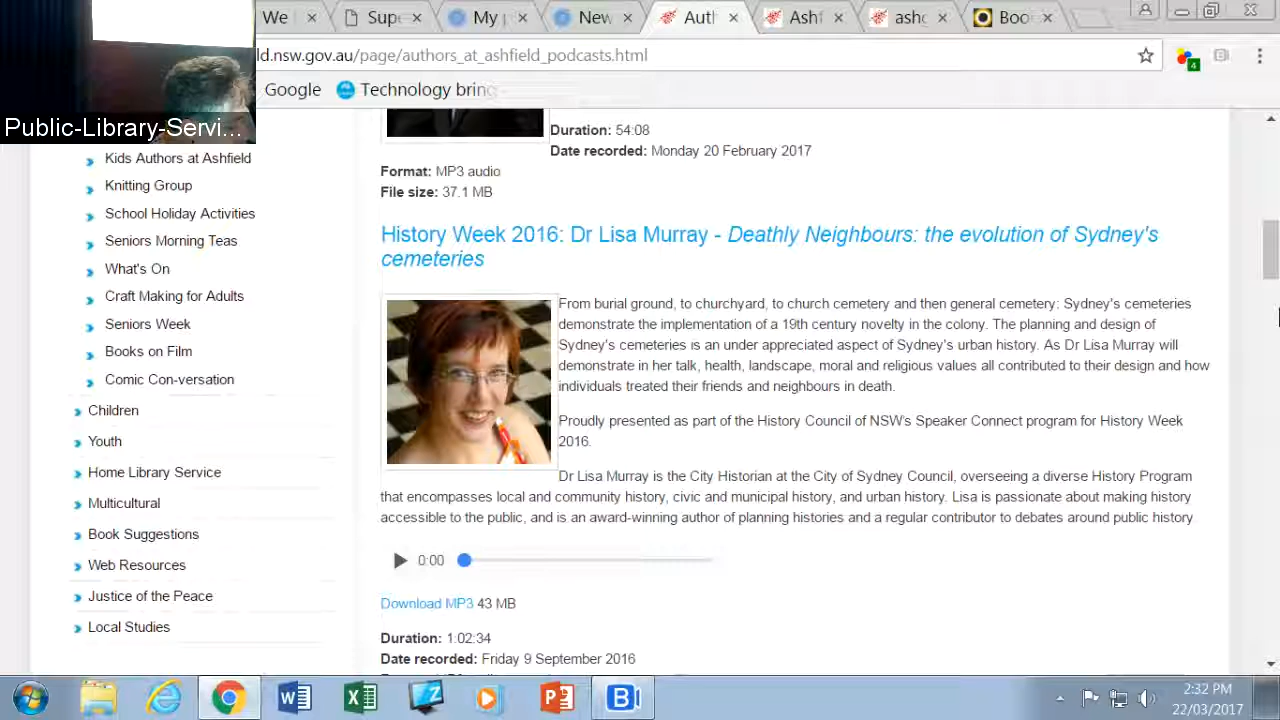 We
Supe
My p
New
Auth
Ashf
asho
Boo
ld.nsw.gov.au/page/authors_at_ashfield_podcasts.html
4
Google
Technology bring
Public-Library-Servi...
Kids Authors at Ashfield
Knitting Group
School Holiday Activities
Seniors Morning Teas
What's On
Craft Making for Adults
Seniors Week
Books on Film
Comic Con-versation
Children
Youth
Home Library Service
Multicultural
Book Suggestions
Web Resources
Justice of the Peace
Local Studies
Duration: 54:08
Date recorded: Monday 20 February 2017
Format: MP3 audio
File size: 37.1 MB
History Week 2016: Dr Lisa Murray - Deathly Neighbours: the evolution of Sydney's
cemeteries
From burial ground, to churchyard, to church cemetery and then general cemetery: Sydney's cemeteries
demonstrate the implementation of a 19th century novelty in the colony. The planning and design of
Sydney's cemeteries is an under appreciated aspect of Sydney's urban history. As Dr Lisa Murray will
demonstrate in her talk, health, landscape, moral and religious values all contributed to their design and how
individuals treated their friends and neighbours in death.
Proudly presented as part of the History Council of NSW's Speaker Connect program for History Week
2016.
Dr Lisa Murray is the City Historian at the City of Sydney Council, overseeing a diverse History Program
that encompasses local and community history, civic and municipal history, and urban history. Lisa is passionate about making history
accessible to the public, and is an award-winning author of planning histories and a regular contributor to debates around public history
0:00
Download MP3 43 MB
Duration: 1:02:34
Date recorded: Friday 9 September 2016
2:32 PM
22/03/2017